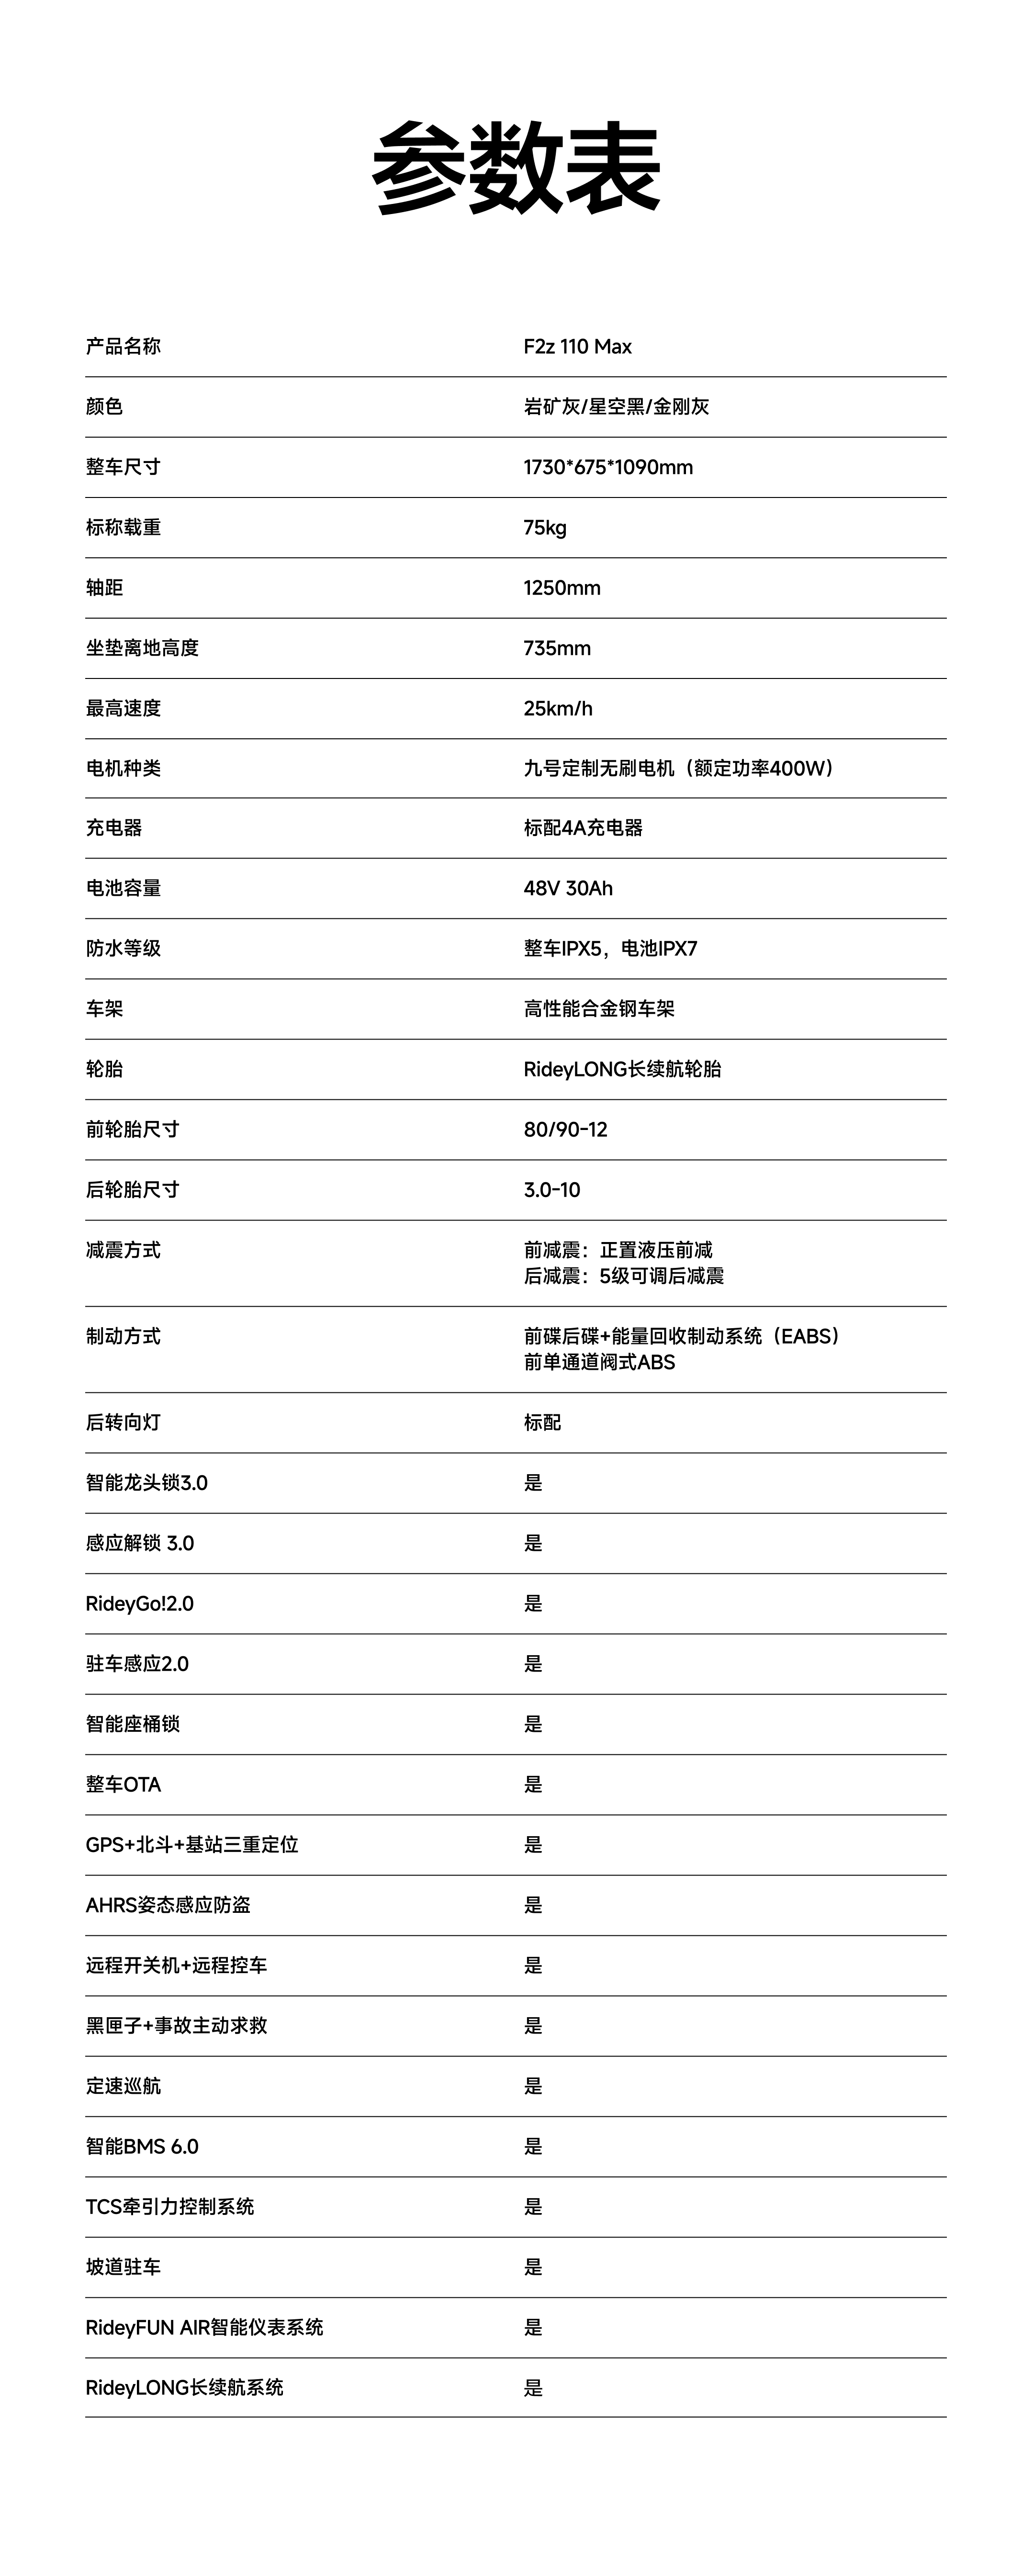 参数表
产品名称 F2z 110 Max
颜色 岩矿灰/星空黑/金刚灰
整车尺寸 1730*675*1090mm
标称载重 75kg
轴距 1250mm
坐垫离地高度 735mm
最高速度 25km/h
电机种类 九号定制无刷电机（额定功率400W）
充电器 标配4A充电器
电池容量 48V 30Ah
防水等级 整车IPX5，电池IPX7
车架 高性能合金钢车架
轮胎 RideyLONG长续航轮胎
前轮胎尺寸 80/90-12
后轮胎尺寸 3.0-10
减震方式 前减震：正置液压前减
后减震：5级可调后减震
制动方式 前碟后碟+能量回收制动系统（EABS）
前单通道阀式ABS
后转向灯 标配
智能龙头锁3.0 是
感应解锁 3.0 是
RideyGo!2.0 是
驻车感应2.0 是
智能座桶锁 是
整车OTA 是
GPS+北斗+基站三重定位 是
AHRS姿态感应防盗 是
远程开关机+远程控车 是
黑匣子+事故主动求救 是
定速巡航 是
智能BMS 6.0 是
TCS牵引力控制系统 是
坡道驻车 是
RideyFUN AIR智能仪表系统 是
RideyLONG长续航系统 是